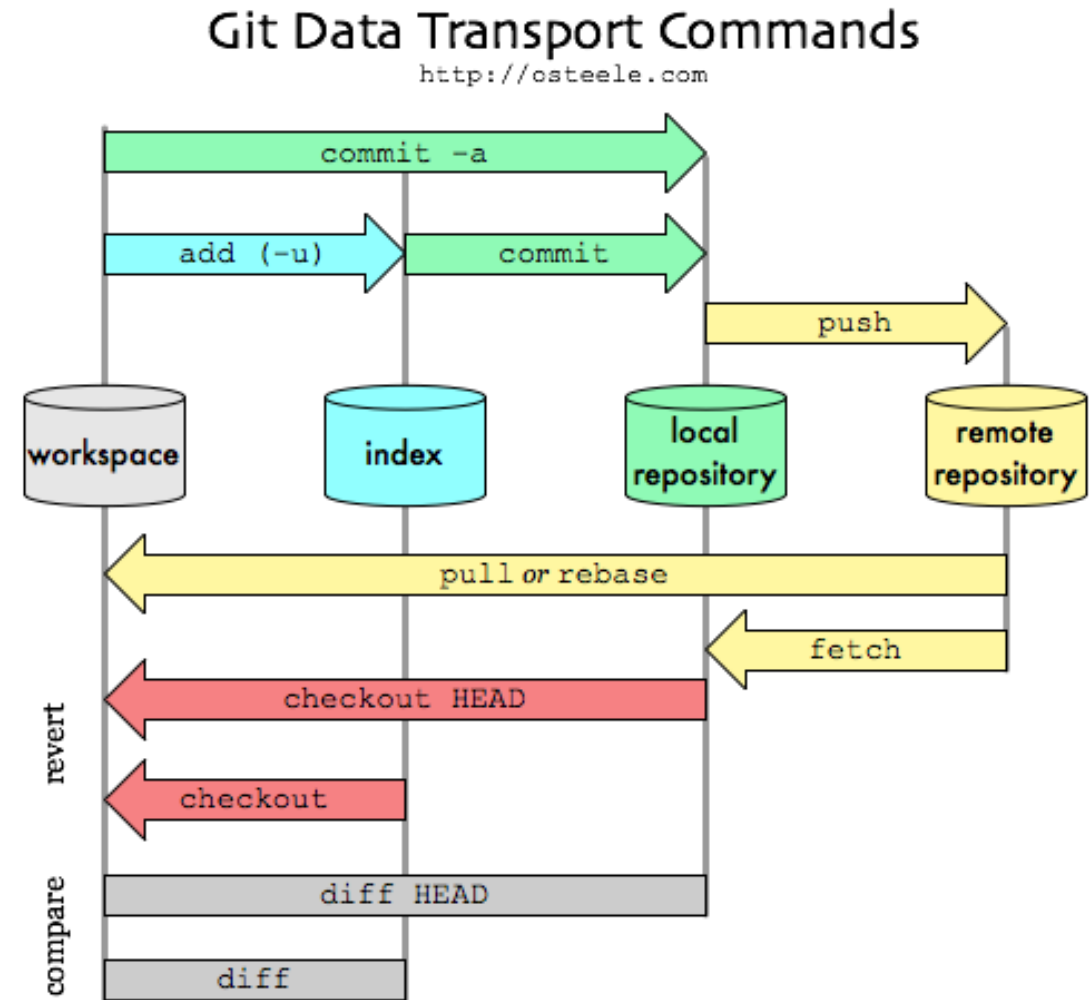 Git Data Transport Commands
http://osteele.com
commit -a
add (-u)
commit
push
workspace
index
local
repository
remote
repository
pull or rebase
fetch
revert
checkout HEAD
checkout
compare
diff HEAD
diff